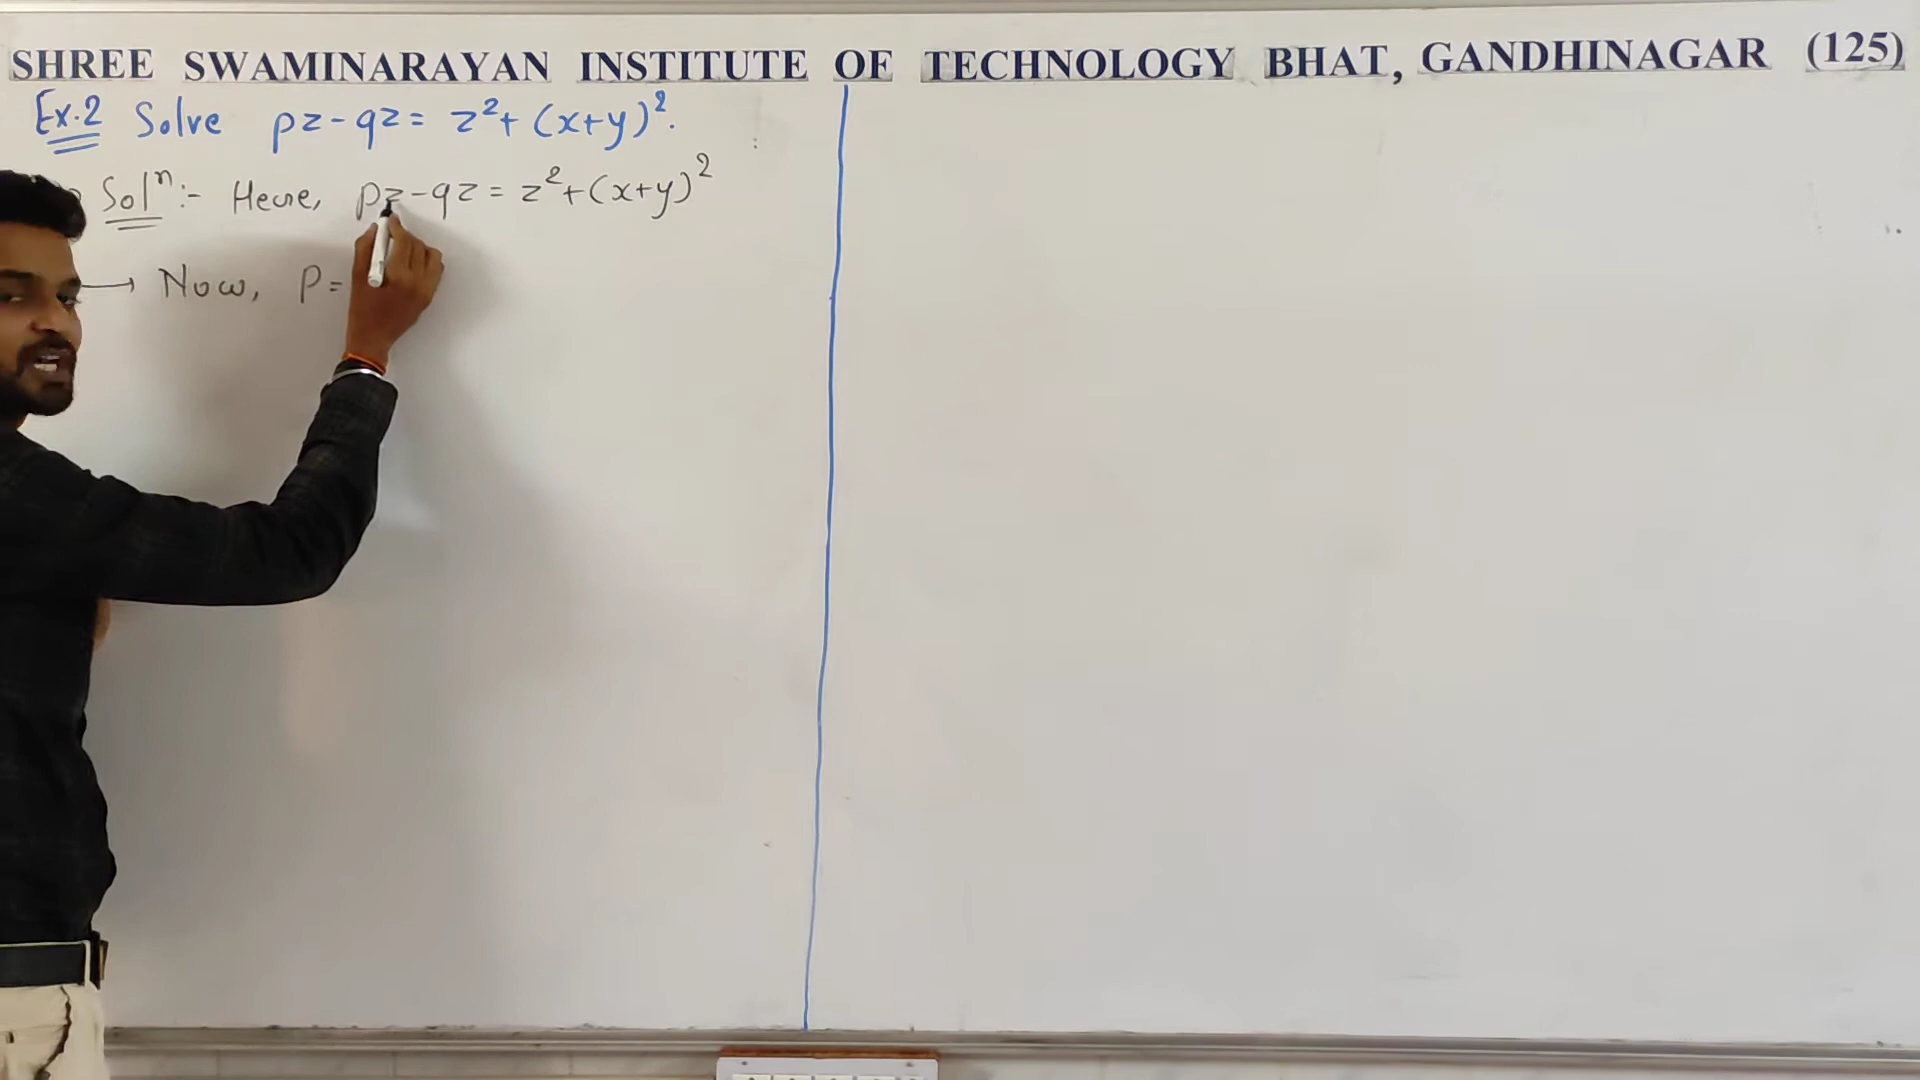 SHREE SWAMINARAYAN INSTITUTE OF TECHNOLOGY BHAT, GANDHINAGAR (125)
Ex.2 Solve pz-qz= z²+(x+y)².
Solⁿ:- Here, pz-qz=z²+(x+y)²
→ Now, P=